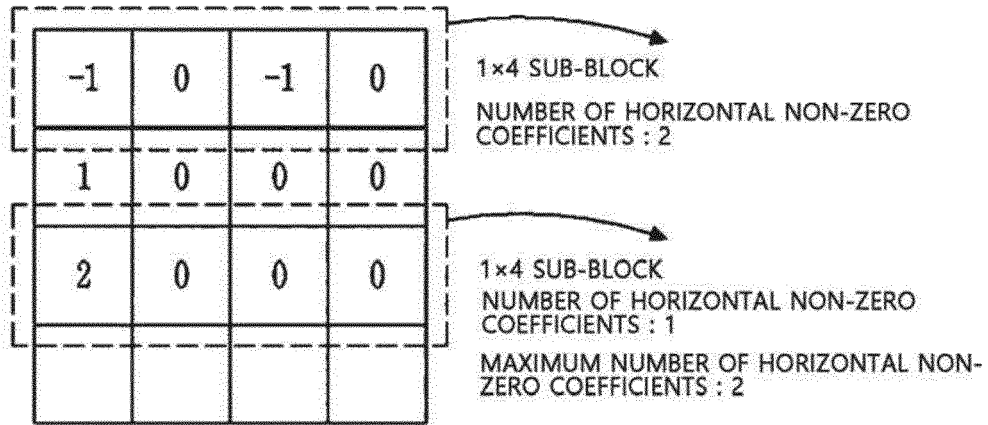 -1 0 -1 0
1×4 SUB-BLOCK
NUMBER OF HORIZONTAL NON-ZERO
COEFFICIENTS : 2
1 0 0 0
2 0 0 0
1×4 SUB-BLOCK
NUMBER OF HORIZONTAL NON-ZERO
COEFFICIENTS : 1
MAXIMUM NUMBER OF HORIZONTAL NON-
ZERO COEFFICIENTS : 2